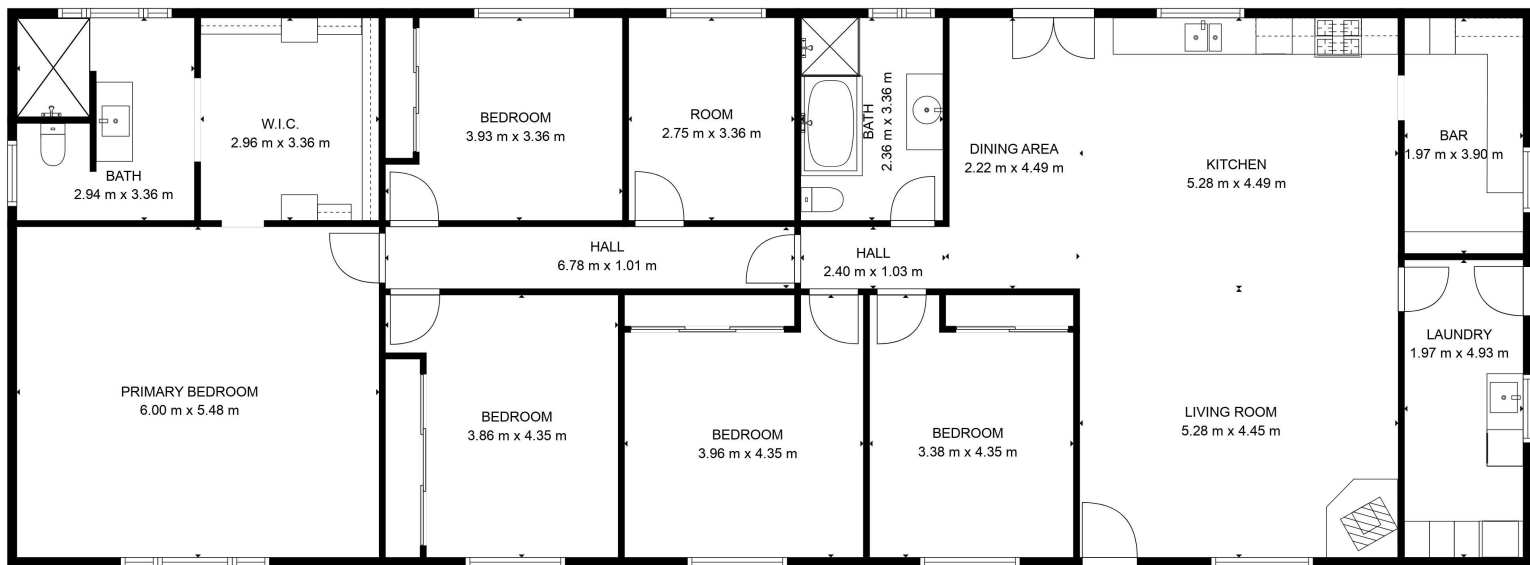 BEDROOM
3.93 m x 3.36 m
ROOM
2.75 m x 3.36 m
BATH
2.36 m x 3.36 m
W.I.C.
2.96 m x 3.36 m
BATH
2.94 m x 3.36 m
DINING AREA
2.22 m x 4.49 m
KITCHEN
5.28 m x 4.49 m
BAR
1.97 m x 3.90 m
HALL
6.78 m x 1.01 m
HALL
2.40 m x 1.03 m
LAUNDRY
1.97 m x 4.93 m
PRIMARY BEDROOM
6.00 m x 5.48 m
BEDROOM
3.86 m x 4.35 m
BEDROOM
3.96 m x 4.35 m
BEDROOM
3.38 m x 4.35 m
LIVING ROOM
5.28 m x 4.45 m